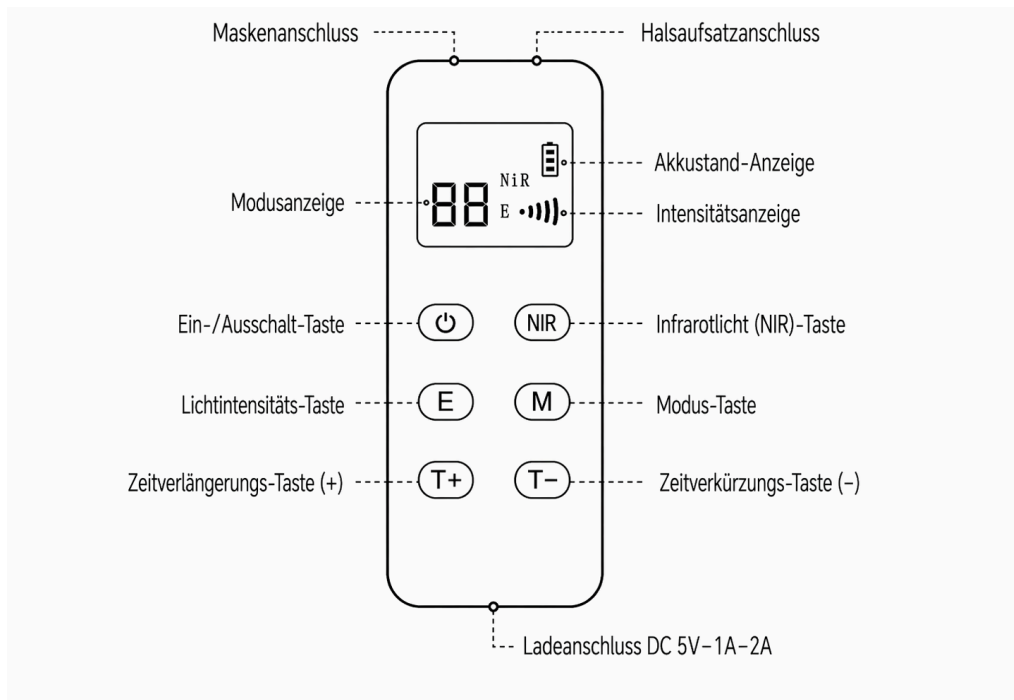 Maskenanschluss
Halsaufsatzanschluss
Akkustand-Anzeige
NiR
Modusanzeige
88
E
Intensitätsanzeige
Ein-/Ausschalt-Taste
NIR
Infrarotlicht (NIR)-Taste
Lichtintensitäts-Taste
E
M
Modus-Taste
Zeitverlängerungs-Taste (+)
T+
T−
Zeitverkürzungs-Taste (−)
Ladeanschluss DC 5V–1A–2A